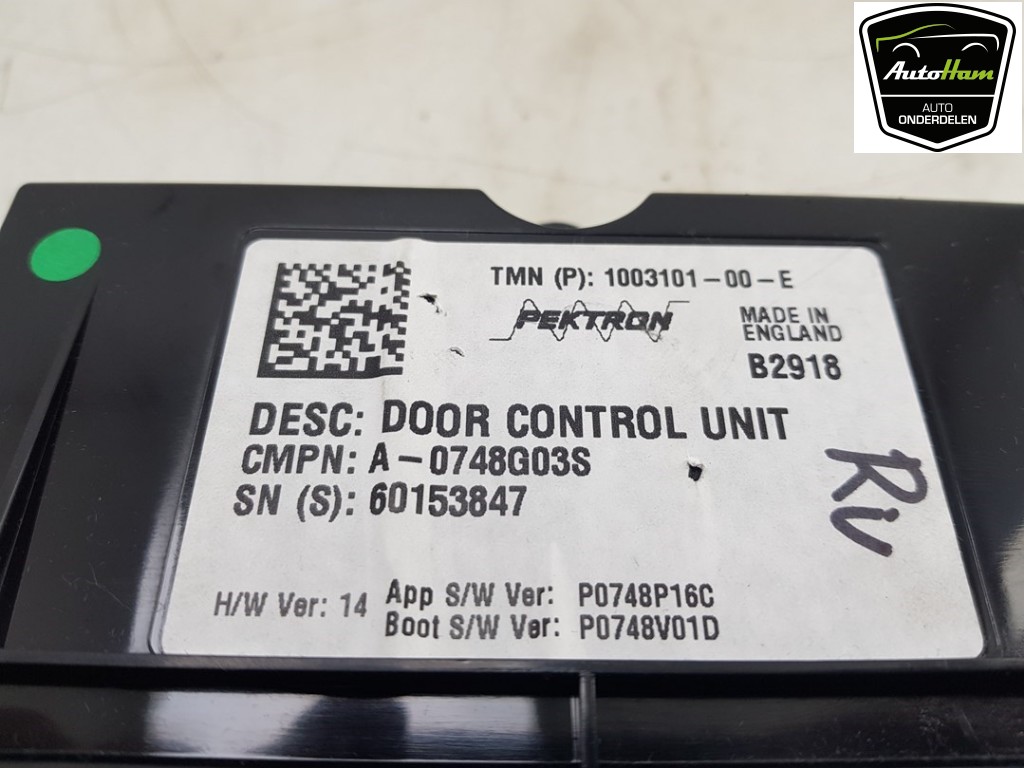 AutoHam
AUTO
ONDERDELEN
TMN (P): 1003101-00-E
PEKTRON
MADE IN
ENGLAND
B2918
DESC: DOOR CONTROL UNIT
CMPN: A-0748G03S
SN (S): 60153847
H/W Ver: 14
App S/W Ver: P0748P16C
Boot S/W Ver: P0748V01D